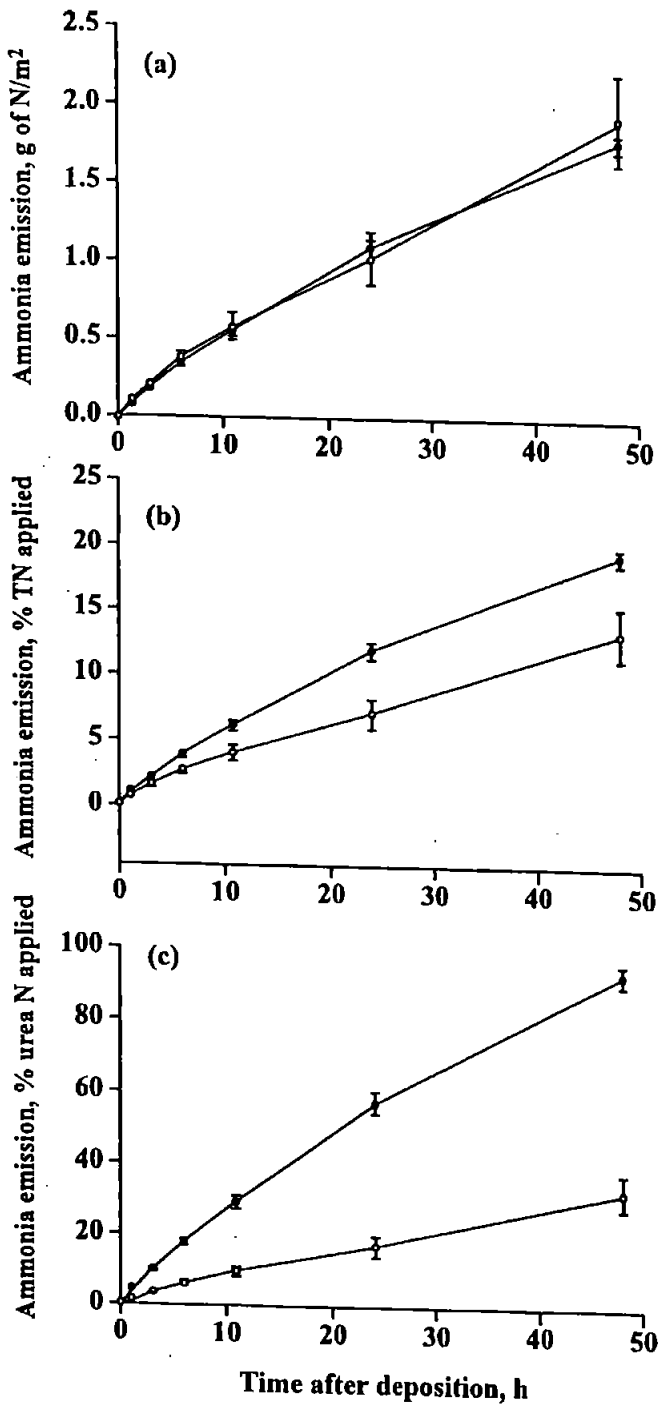 2.5
(a)
2.0
1.5
1.0
0.5
0.0
0 10 20 30 40 50
Ammonia emission, g of N/m²
25
(b)
20
15
10
5
0
0 10 20 30 40 50
Ammonia emission, % TN applied
100
(c)
80
60
40
20
0
0 10 20 30 40 50
Ammonia emission, % urea N applied
Time after deposition, h